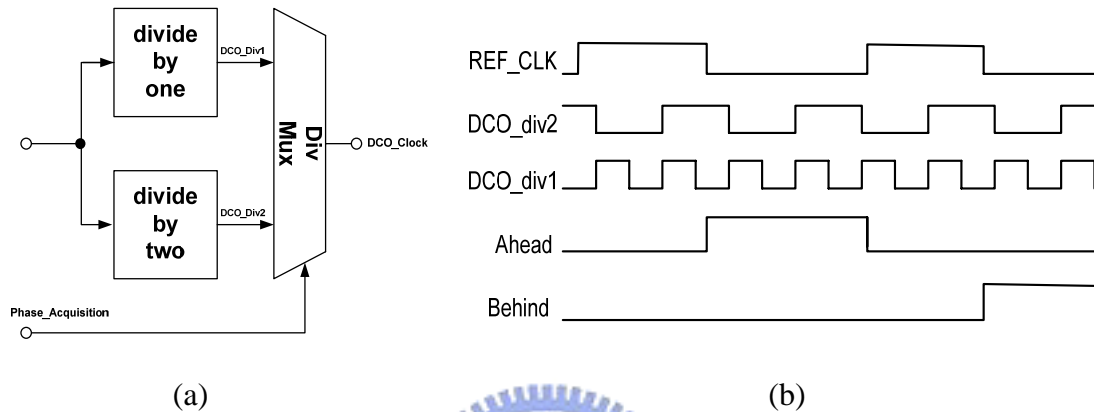 divide
by
one
DCO_Div1
Div
Mux
DCO_Clock
divide
by
two
DCO_Div2
Phase_Acquisition
(a)
REF_CLK
DCO_div2
DCO_div1
Ahead
Behind
(b)